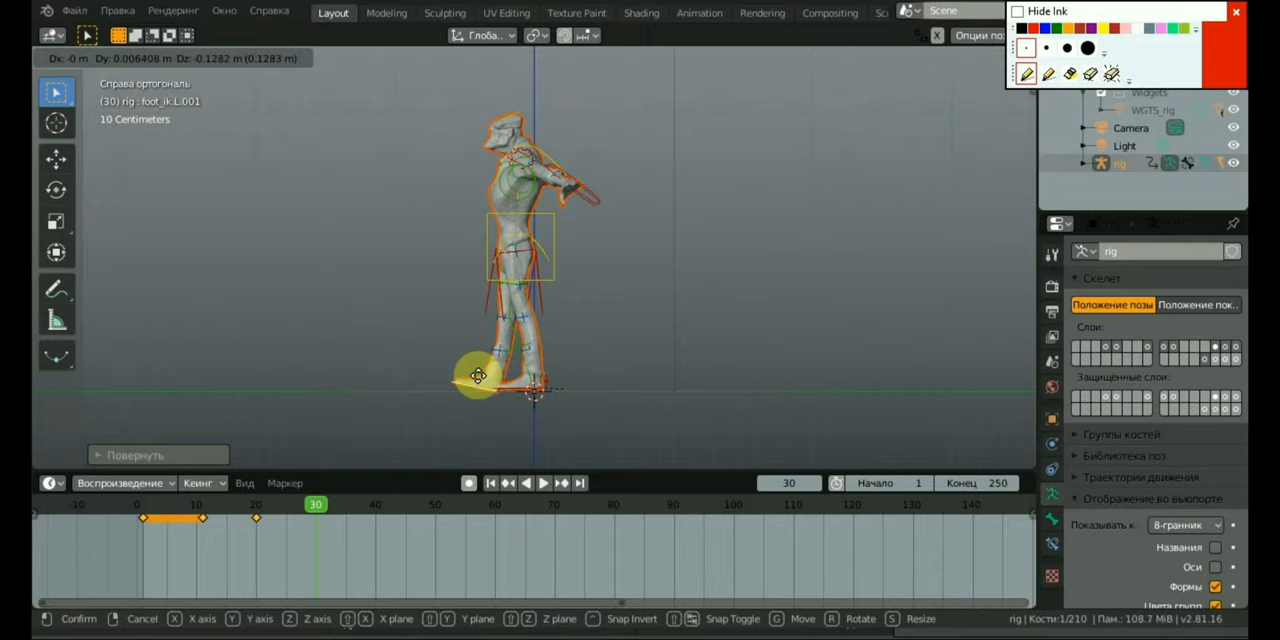 Файл Правка Рендеринг Окно Справка Layout Modeling Sculpting UV Editing Texture Paint Shading Animation Rendering Compositing Sc Scene
Hide Ink
Глоба..
X Опции по
Dx: -0 m Dy: 0.006408 m Dz: -0.1282 m (0.1283 m)
Справа ортогональ
(30) rig : foot_ik.L.001
10 Centimeters
Widgets
WGTS_rig
Camera
Light
rig
rig
Скелет
Положение позы Положение пок..
Слои:
Защищённые слои:
Группы костей
Библиотека поз
Траектории движения
Отображение во вьюпорте
Показывать к.. 8-гранник
Названия
Оси
Формы
Цвета групп
Повернуть
Воспроизведение Кеинг Вид Маркер 30 Начало 1 Конец 250
-10 0 10 20 30 40 50 60 70 80 90 100 110 120 130 140
Confirm Cancel X X axis Y Y axis Z Z axis X X plane Y Y plane Z Z plane Snap Invert Snap Toggle G Move R Rotate S Resize rig | Кости:1/210 | Пам.: 108.7 MiB | v2.81.16